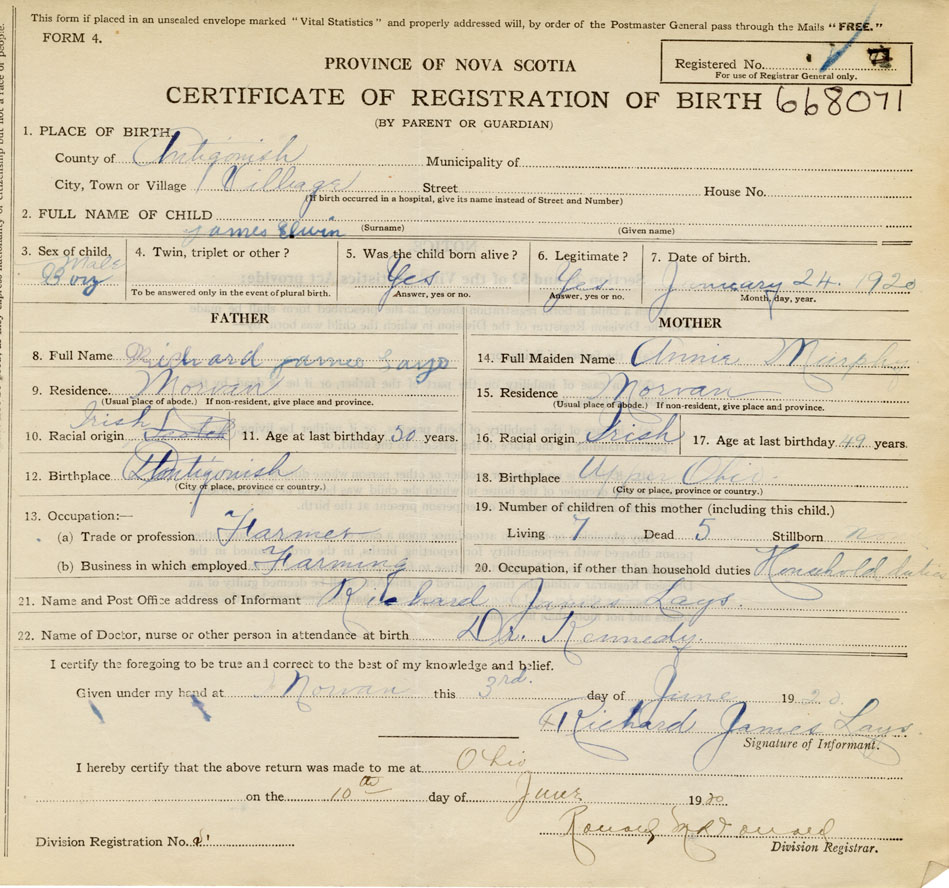 This form if placed in an unsealed envelope marked "Vital Statistics" and properly addressed will, by order of the Postmaster General pass through the Mails "FREE."
FORM 4.
Registered No.
For use of Registrar General only.
PROVINCE OF NOVA SCOTIA
CERTIFICATE OF REGISTRATION OF BIRTH 668071
(BY PARENT OR GUARDIAN)
1. PLACE OF BIRTH.
County of Antigonish Municipality of
City, Town or Village Village Street House No.
(If birth occurred in a hospital, give its name instead of Street and Number)
2. FULL NAME OF CHILD
James Elwin (Surname) (Given name)
3. Sex of child, 4. Twin, triplet or other? 5. Was the child born alive? 6. Legitimate? 7. Date of birth.
Male
Boy Yes Yes January 24. 1920
To be answered only in the event of plural birth. Answer, yes or no. Answer, yes or no. Month, day, year.
FATHER MOTHER
8. Full Name Richard James Lays 14. Full Maiden Name Annie Murphy
9. Residence. Morvan 15. Residence Morvan
(Usual place of abode.) If non-resident, give place and province. (Usual place of abode.) If non-resident, give place and province.
Irish
10. Racial origin Scotch 11. Age at last birthday 50 years. 16. Racial origin Irish 17. Age at last birthday 49 years.
12. Birthplace Antigonish 18. Birthplace Upper Ohio
(City or place, province or country.) (City or place, province or country.)
13. Occupation:— 19. Number of children of this mother (including this child.)
(a) Trade or profession Farmer Living 7 Dead 5 Stillborn
(b) Business in which employed Farming 20. Occupation, if other than household duties Household duties
21. Name and Post Office address of Informant Richard James Lays.
22. Name of Doctor, nurse or other person in attendance at birth Dr. Kennedy.
I certify the foregoing to be true and correct to the best of my knowledge and belief.
Given under my hand at Morvan this 3rd. day of June 1920.
Richard James Lays.
Signature of Informant.
I hereby certify that the above return was made to me at Ohio
on the 10th day of June 1920
Ronald McDonald
Division Registrar.
Division Registration No.